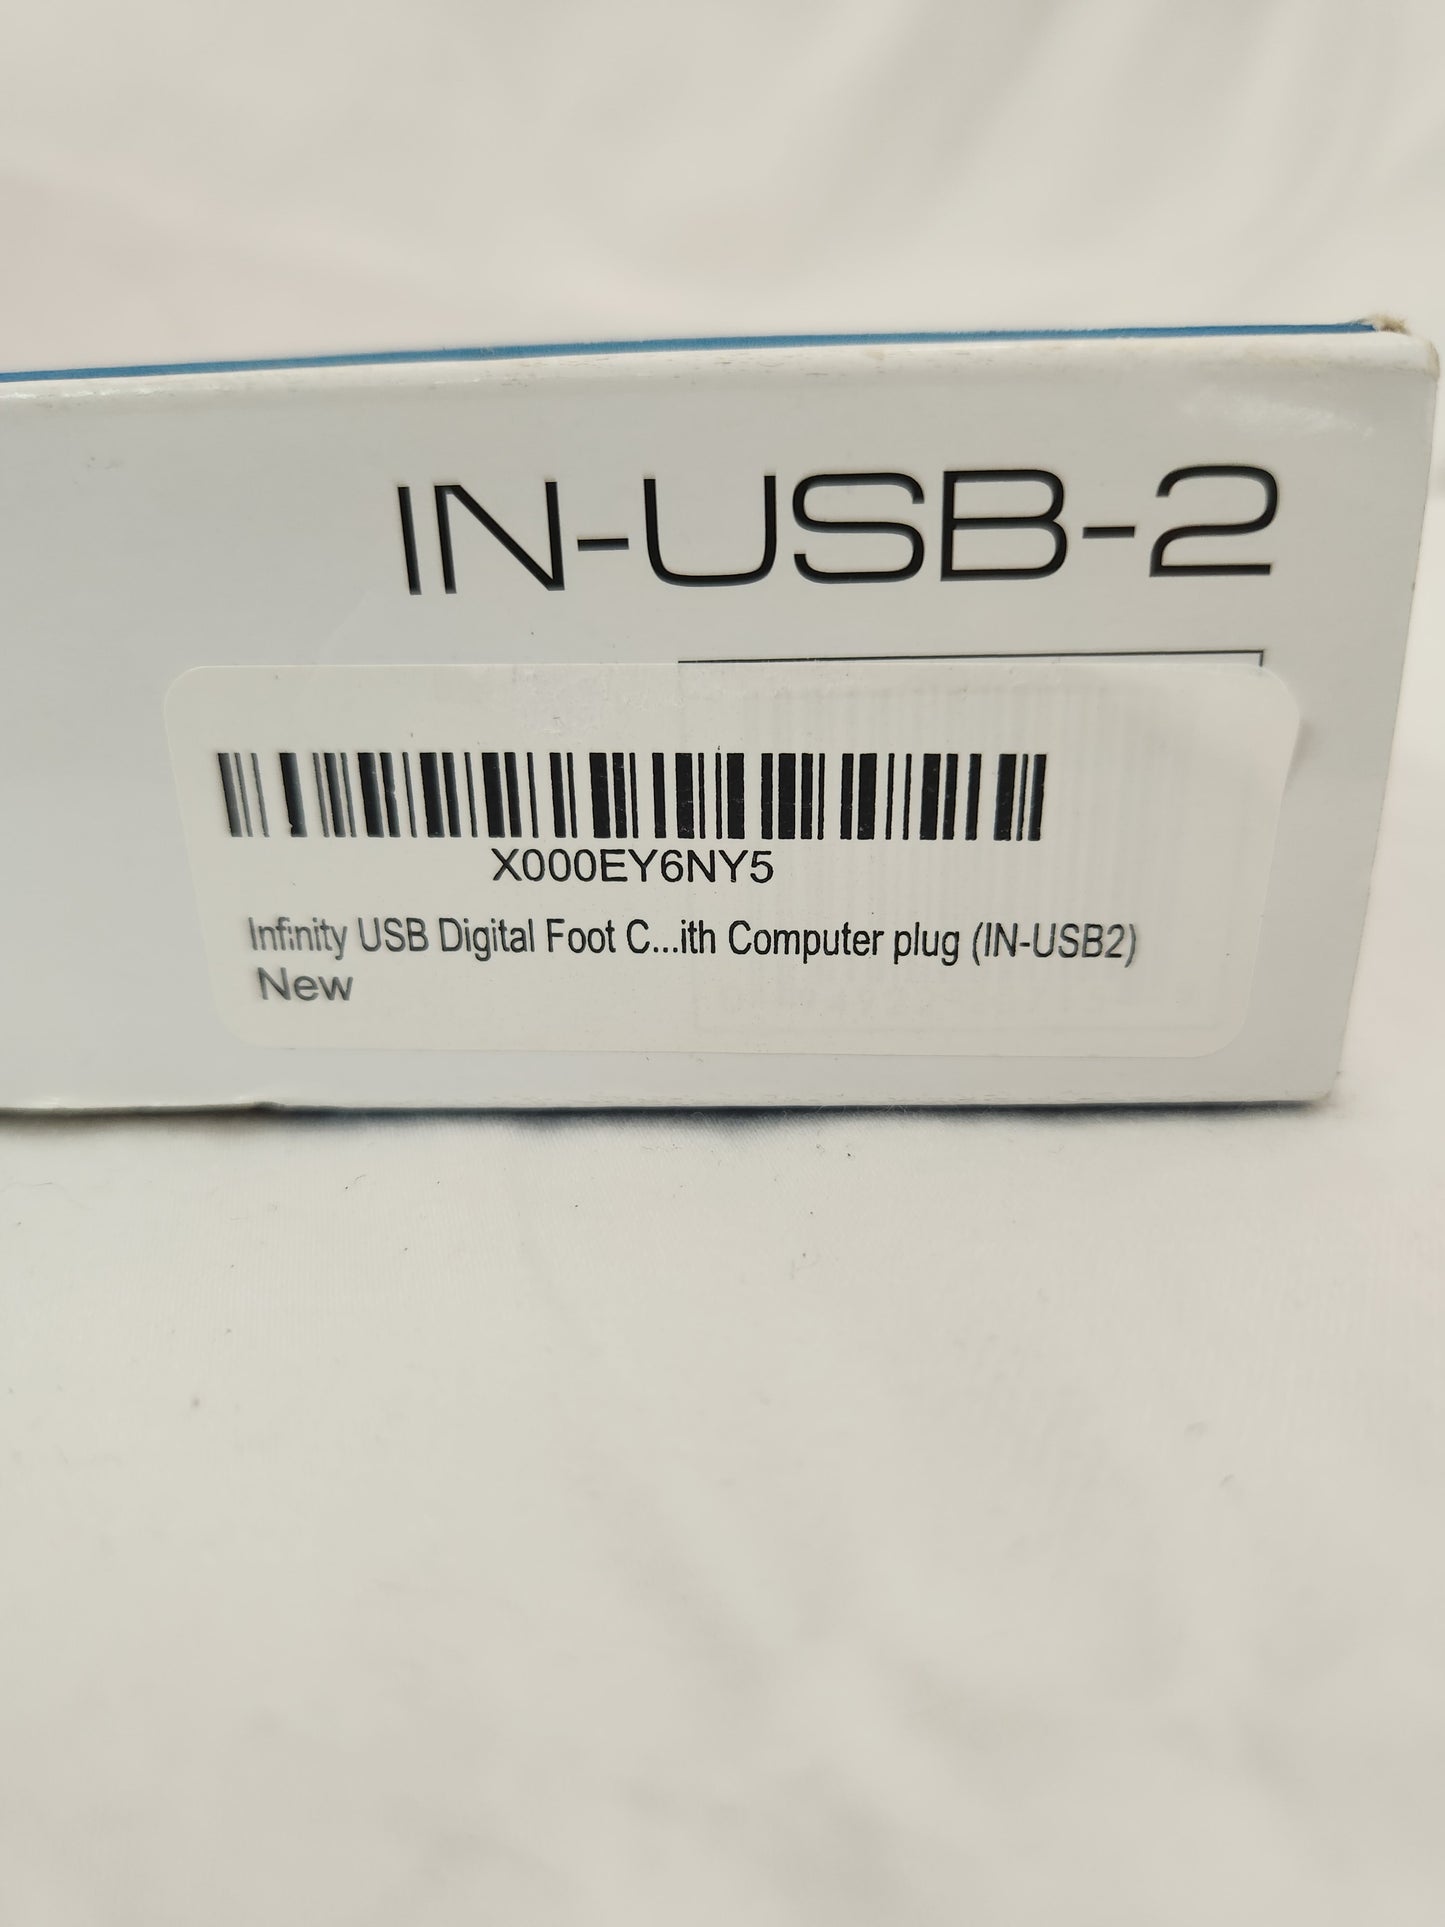 IN-USB-2
X000EY6NY5
Infinity USB Digital Foot C...ith Computer plug (IN-USB2)
New